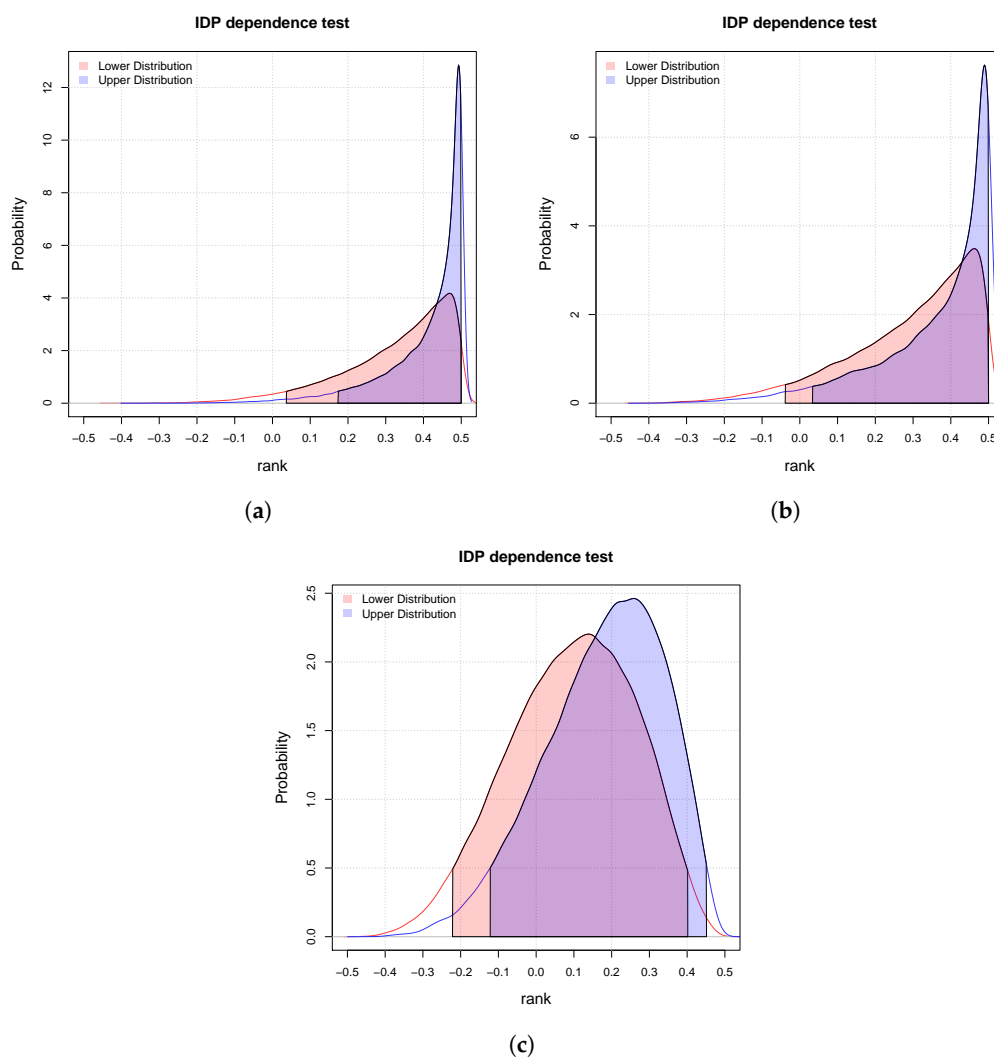 IDP dependence test
Lower Distribution
Upper Distribution
Probability
0 2 4 6 8 10 12
−0.5 −0.4 −0.3 −0.2 −0.1 0.0 0.1 0.2 0.3 0.4 0.5
rank
(a)
IDP dependence test
Lower Distribution
Upper Distribution
Probability
0 2 4 6
−0.5 −0.4 −0.3 −0.2 −0.1 0.0 0.1 0.2 0.3 0.4 0.5
rank
(b)
IDP dependence test
Lower Distribution
Upper Distribution
Probability
0.0 0.5 1.0 1.5 2.0 2.5
−0.5 −0.4 −0.3 −0.2 −0.1 0.0 0.1 0.2 0.3 0.4 0.5
rank
(c)